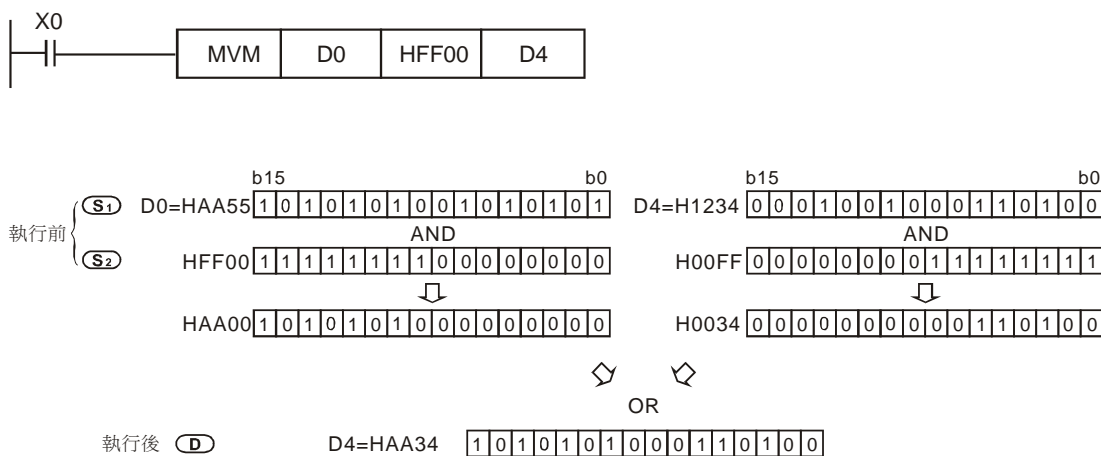 X0
MVM D0 HFF00 D4
b15 b0 b15 b0
S1 D0=HAA55 1 0 1 0 1 0 1 0 0 1 0 1 0 1 0 1 D4=H1234 0 0 0 1 0 0 1 0 0 0 1 1 0 1 0 0
執行前 AND AND
S2 HFF00 1 1 1 1 1 1 1 1 0 0 0 0 0 0 0 0 H00FF 0 0 0 0 0 0 0 0 1 1 1 1 1 1 1 1
HAA00 1 0 1 0 1 0 1 0 0 0 0 0 0 0 0 0 H0034 0 0 0 0 0 0 0 0 0 0 1 1 0 1 0 0
OR
執行後 D D4=HAA34 1 0 1 0 1 0 1 0 0 0 1 1 0 1 0 0